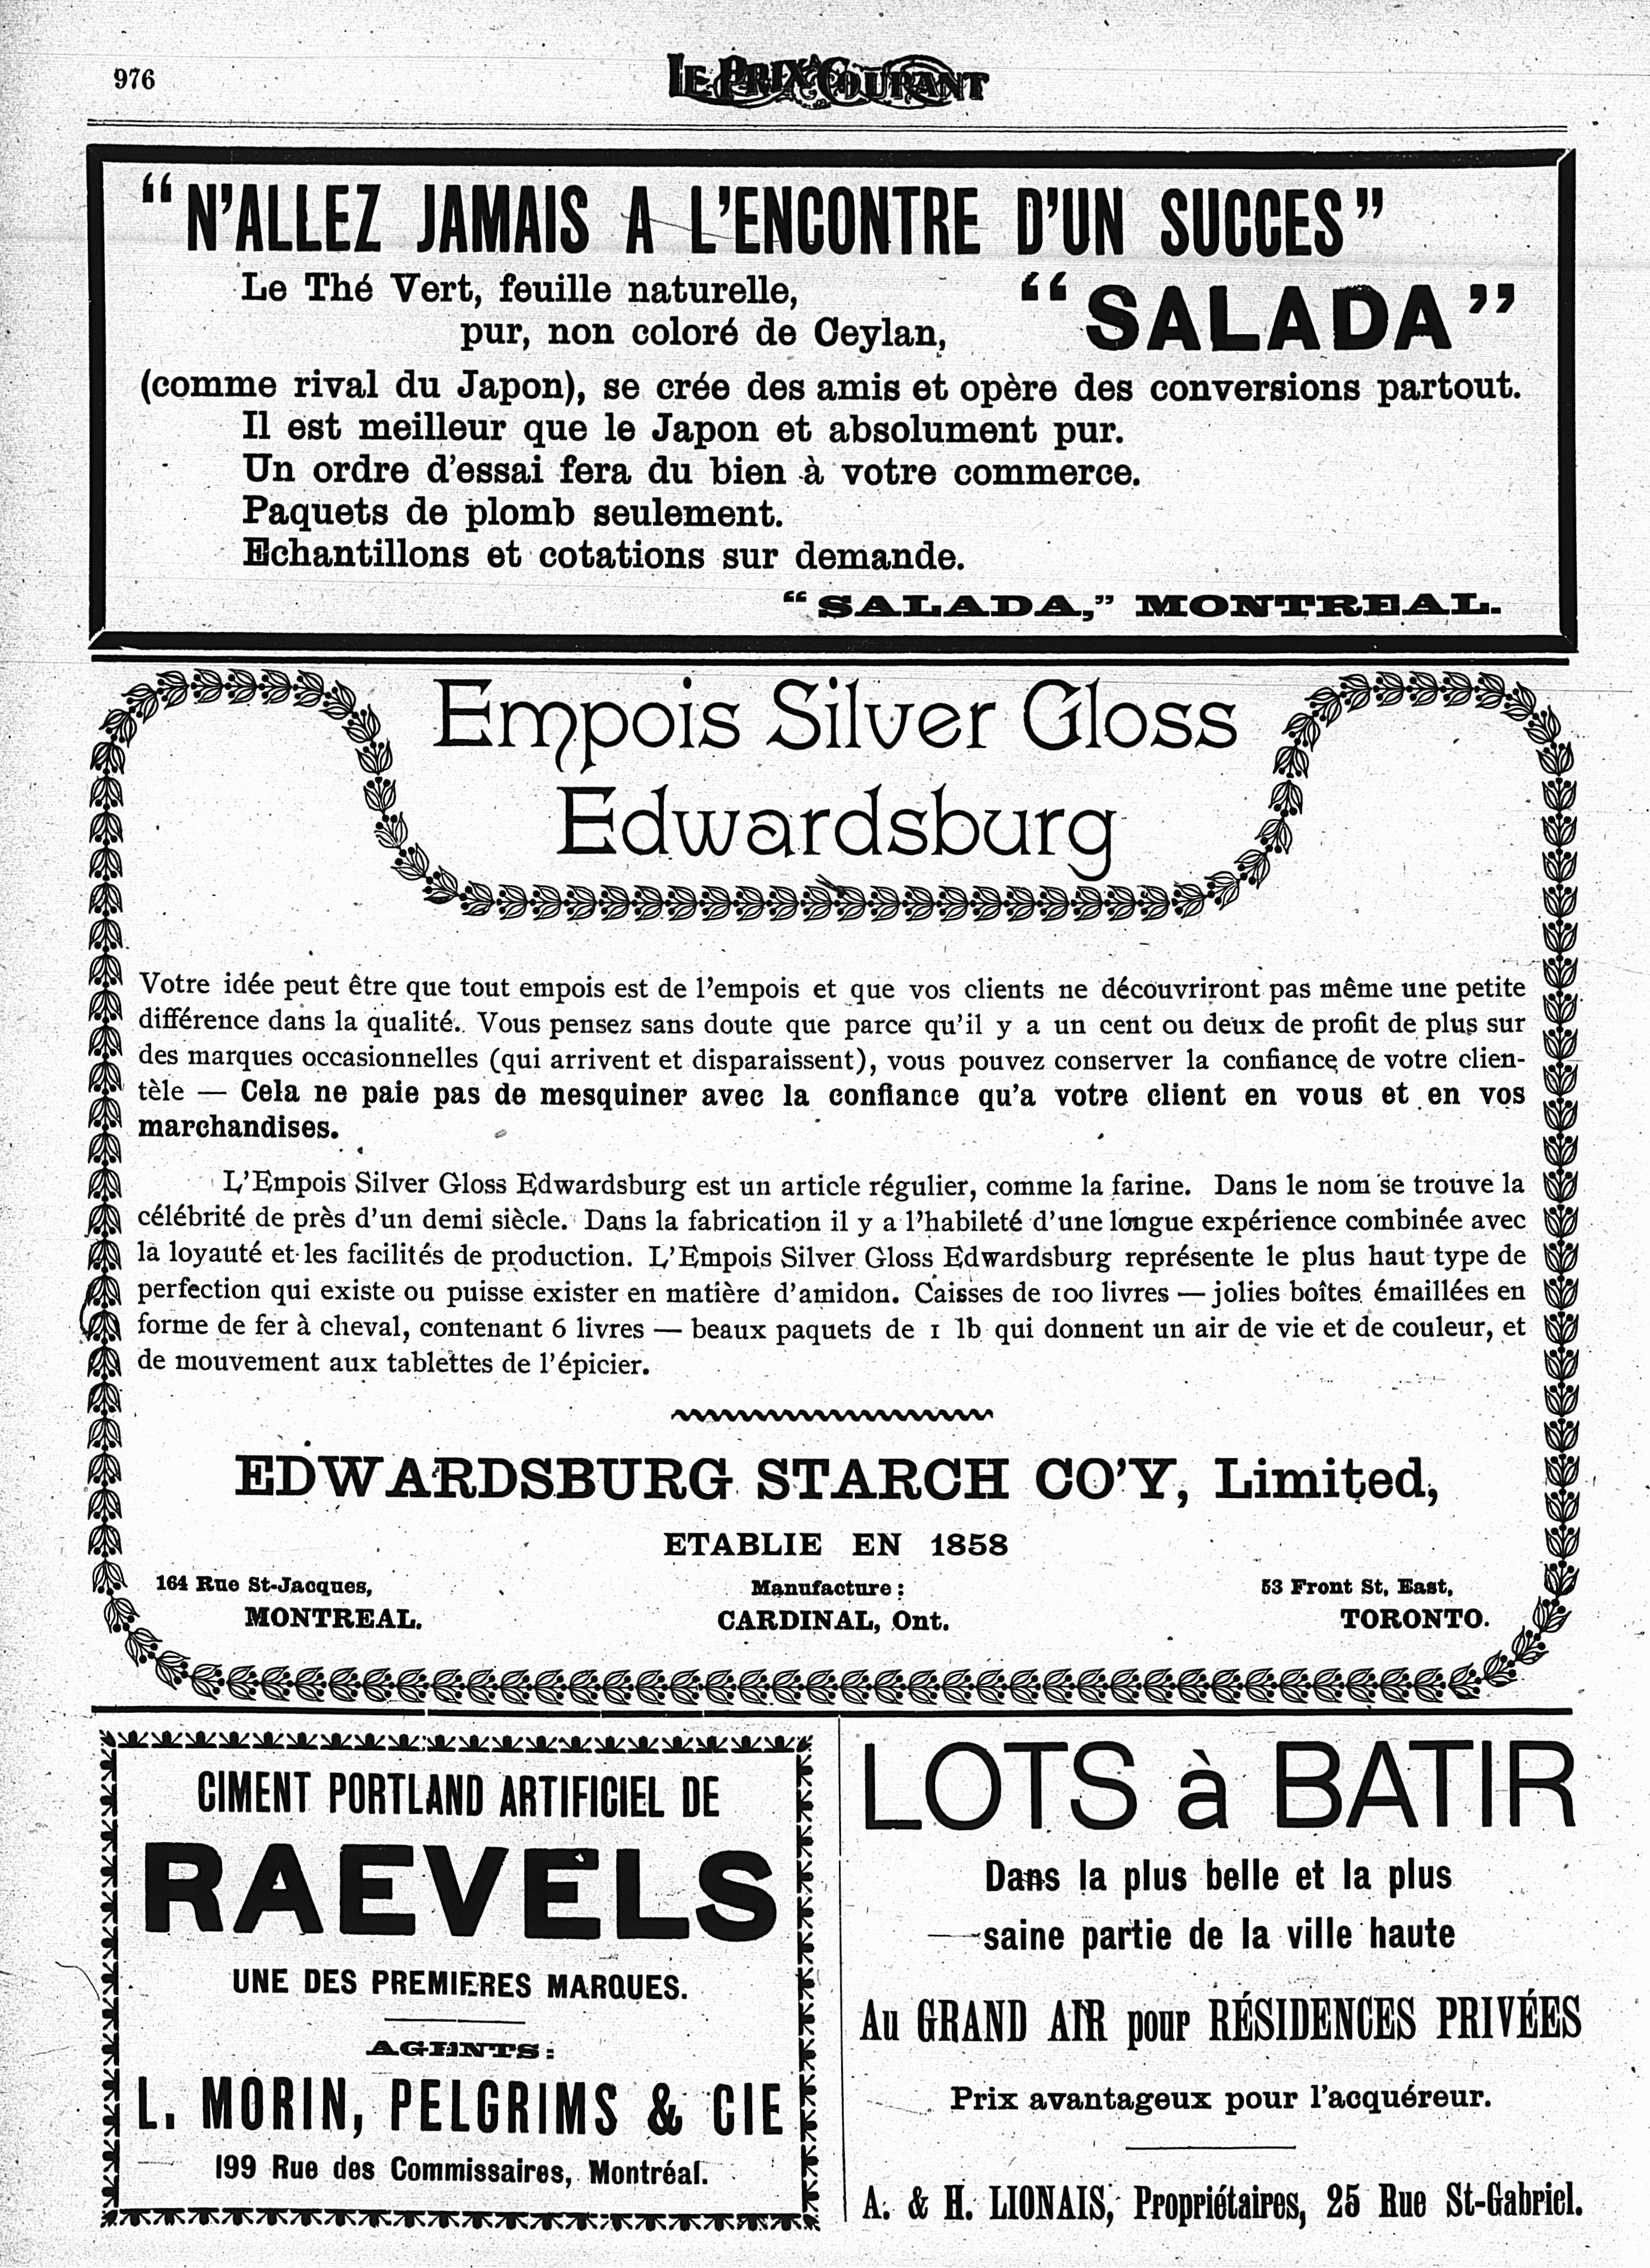 976
LE PRIX COURANT
“N’ALLEZ JAMAIS A L’ENCONTRE D’UN SUCCES”
Le Thé Vert, feuille naturelle,
pur, non coloré de Ceylan,
“SALADA”
(comme rival du Japon), se crée des amis et opère des conversions partout.
Il est meilleur que le Japon et absolument pur.
Un ordre d’essai fera du bien à votre commerce.
Paquets de plomb seulement.
Echantillons et cotations sur demande.
“SALADA,” MONTREAL.
Empois Silver Gloss
Edwardsburg
Votre idée peut être que tout empois est de l’empois et que vos clients ne découvriront pas même une petite
différence dans la qualité. Vous pensez sans doute que parce qu’il y a un cent ou deux de profit de plus sur
des marques occasionnelles (qui arrivent et disparaissent), vous pouvez conserver la confiance de votre clien-
tèle — Cela ne paie pas de mesquiner avec la confiance qu’a votre client en vous et en vos
marchandises.
L’Empois Silver Gloss Edwardsburg est un article régulier, comme la farine. Dans le nom se trouve la
célébrité de près d’un demi siècle. Dans la fabrication il y a l’habileté d’une longue expérience combinée avec
la loyauté et les facilités de production. L’Empois Silver Gloss Edwardsburg représente le plus haut type de
perfection qui existe ou puisse exister en matière d’amidon. Caisses de 100 livres — jolies boîtes émaillées en
forme de fer à cheval, contenant 6 livres — beaux paquets de 1 lb qui donnent un air de vie et de couleur, et
de mouvement aux tablettes de l’épicier.
EDWARDSBURG STARCH CO’Y, Limited,
ETABLIE EN 1858
164 Rue St-Jacques,
MONTREAL.
Manufacture:
CARDINAL, Ont.
53 Front St, East,
TORONTO.
CIMENT PORTLAND ARTIFICIEL DE
RAEVELS
UNE DES PREMIERES MARQUES.
AGENTS:
L. MORIN, PELGRIMS & CIE
199 Rue des Commissaires, Montréal.
LOTS à BATIR
Dans la plus belle et la plus
saine partie de la ville haute
Au GRAND AIR pour RÉSIDENCES PRIVÉES
Prix avantageux pour l’acquéreur.
A. & H. LIONAIS, Propriétaires, 25 Rue St-Gabriel.